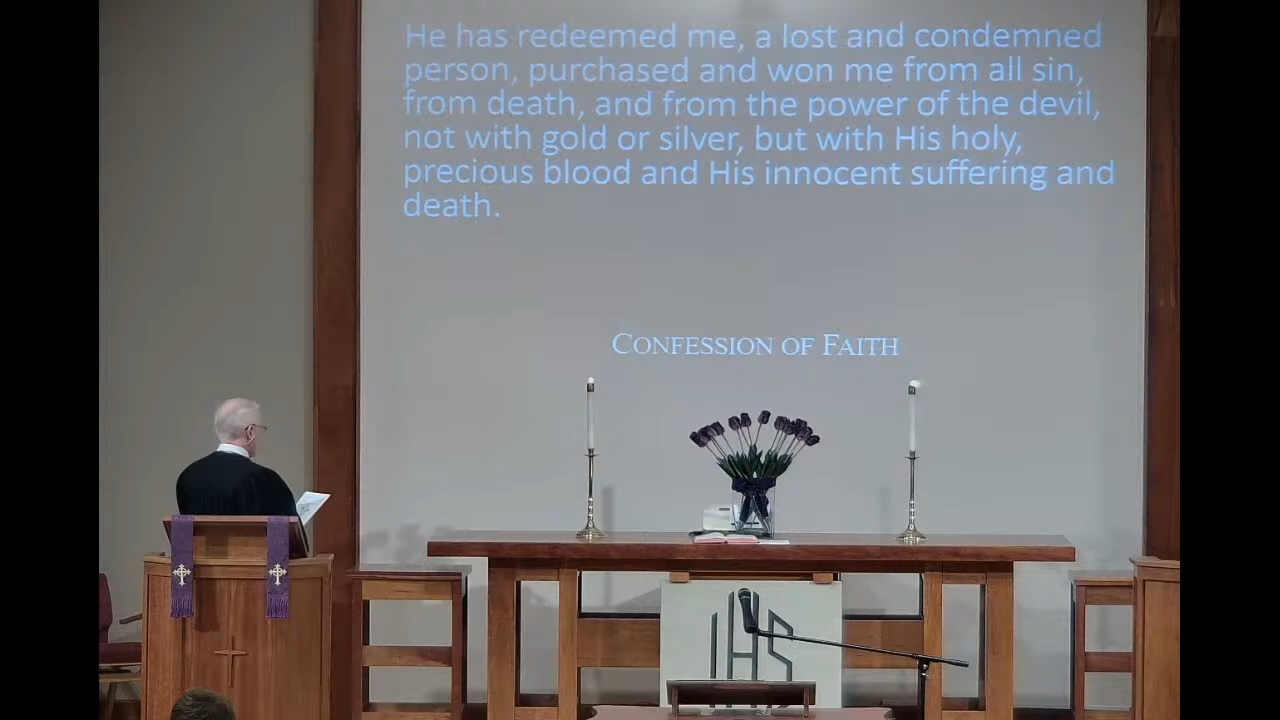 He has redeemed me, a lost and condemned
person, purchased and won me from all sin,
from death, and from the power of the devil,
not with gold or silver, but with His holy,
precious blood and His innocent suffering and
death.
CONFESSION OF FAITH
IHS